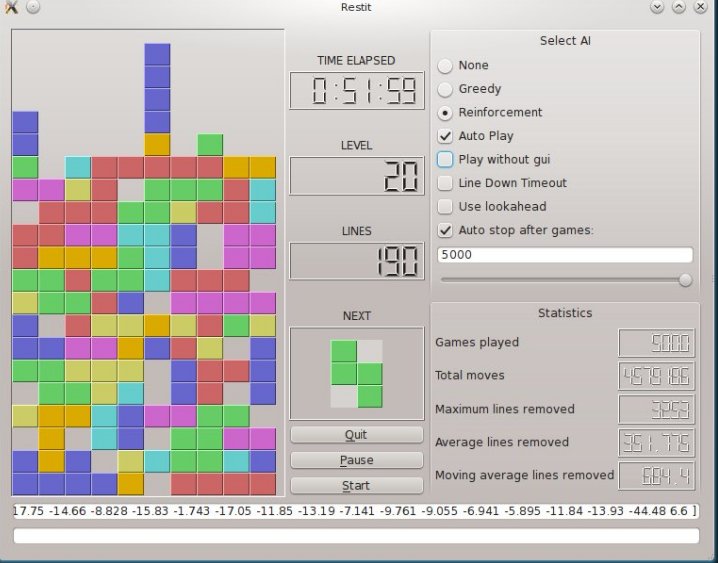 Restit
TIME ELAPSED
0:51:59
LEVEL
20
LINES
190
NEXT
Quit
Pause
Start
Select AI
None
Greedy
Reinforcement
Auto Play
Play without gui
Line Down Timeout
Use lookahead
Auto stop after games:
5000
Statistics
Games played 5000
Total moves 4579166
Maximum lines removed 3253
Average lines removed 351.775
Moving average lines removed 684.4
17.75 -14.66 -8.828 -15.83 -1.743 -17.05 -11.85 -13.19 -7.141 -9.761 -9.055 -6.941 -5.895 -11.84 -13.93 -44.48 6.6 ]